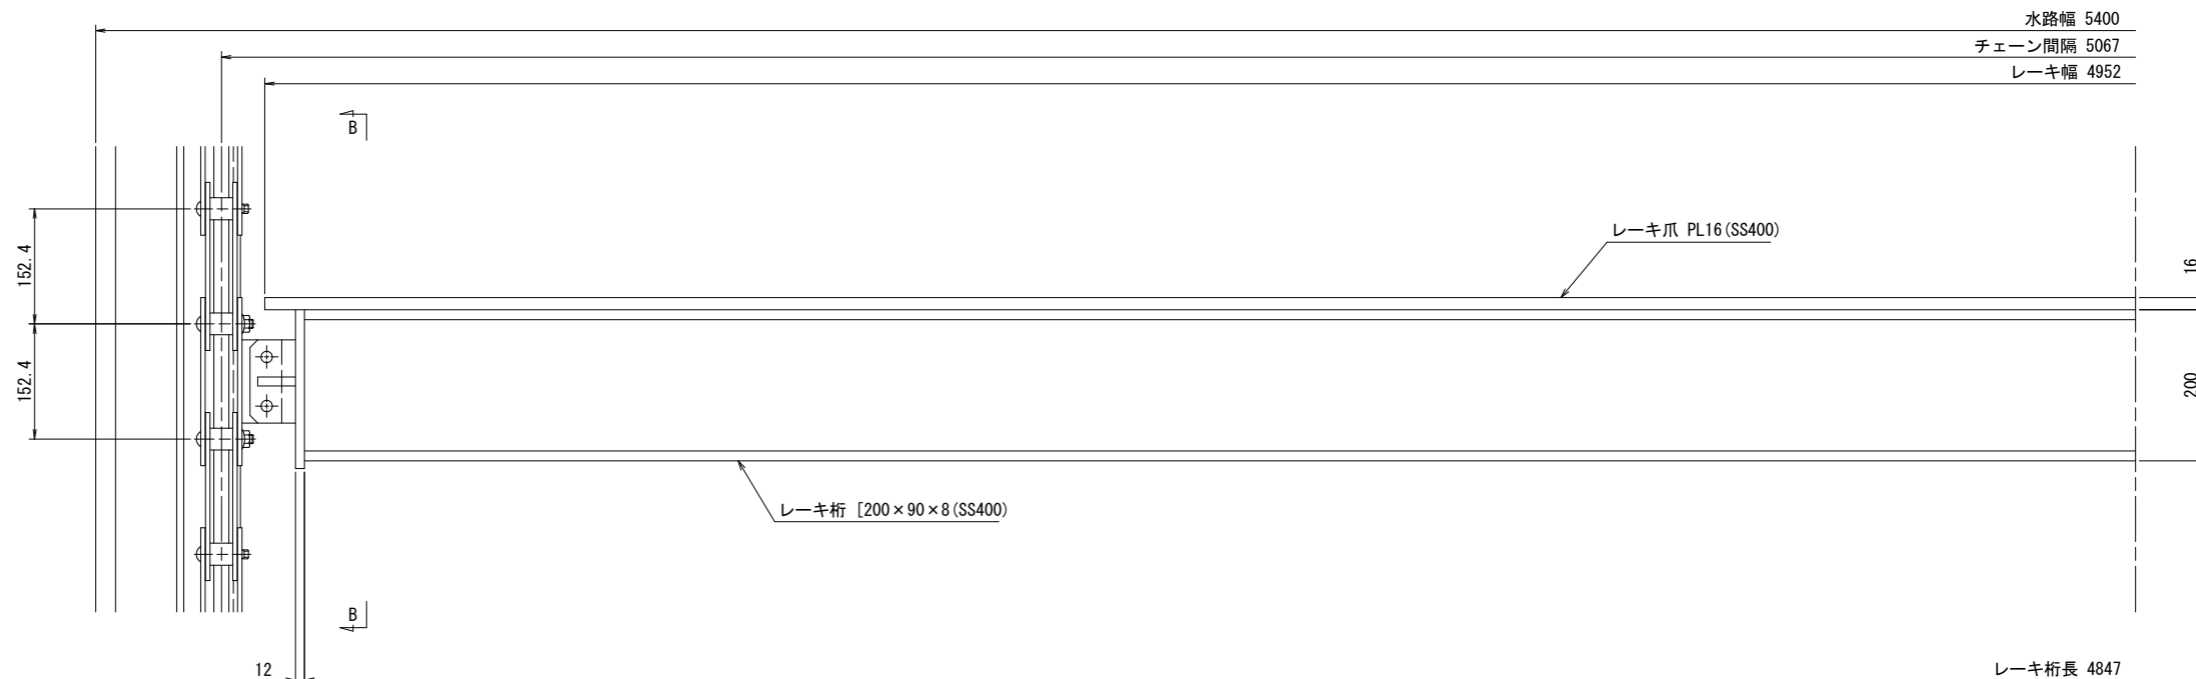 水路幅 5400
チェーン間隔 5067
レーキ幅 4952
B
レーキ爪 PL16(SS400)
16
152.4
152.4
200
レーキ桁 [200×90×8(SS400)
B
12
レーキ桁長 4847